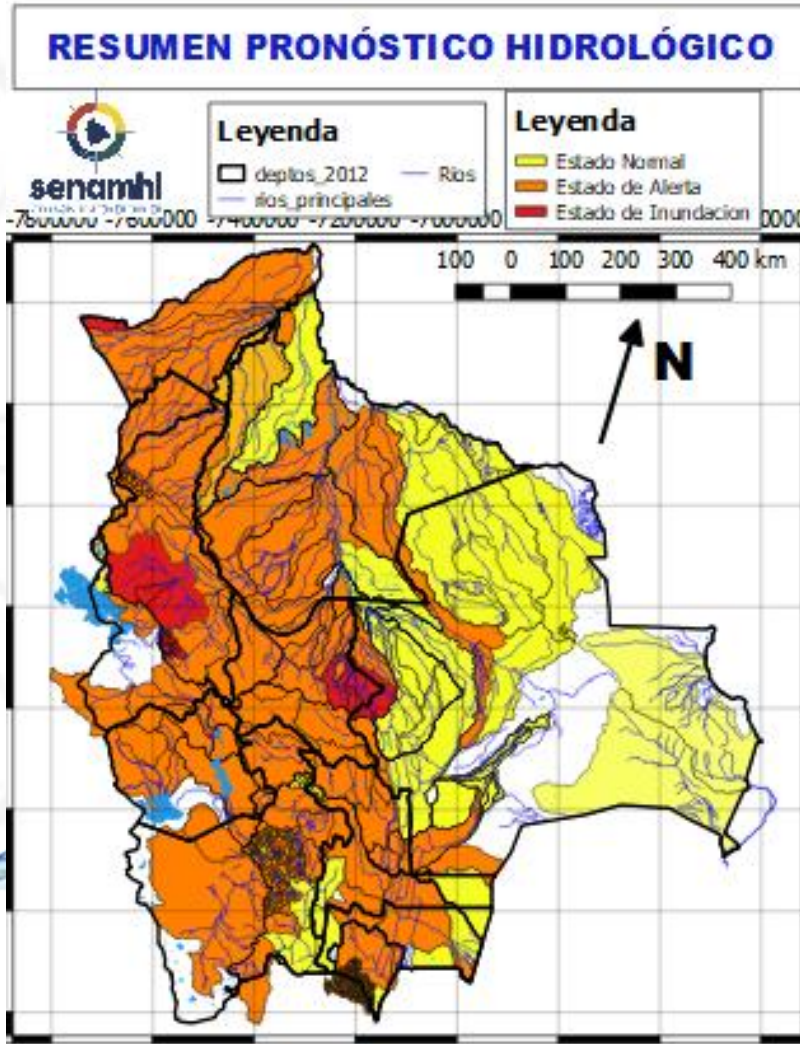 RESUMEN PRONÓSTICO HIDROLÓGICO
senamhi
Leyenda
deptos_2012
Rios
rios_principales
Leyenda
Estado Normal
Estado de Alerta
Estado de Inundacion
-7800000 -7600000 -7400000 -7200000 -7000000
100 0 100 200 300 400 km
N